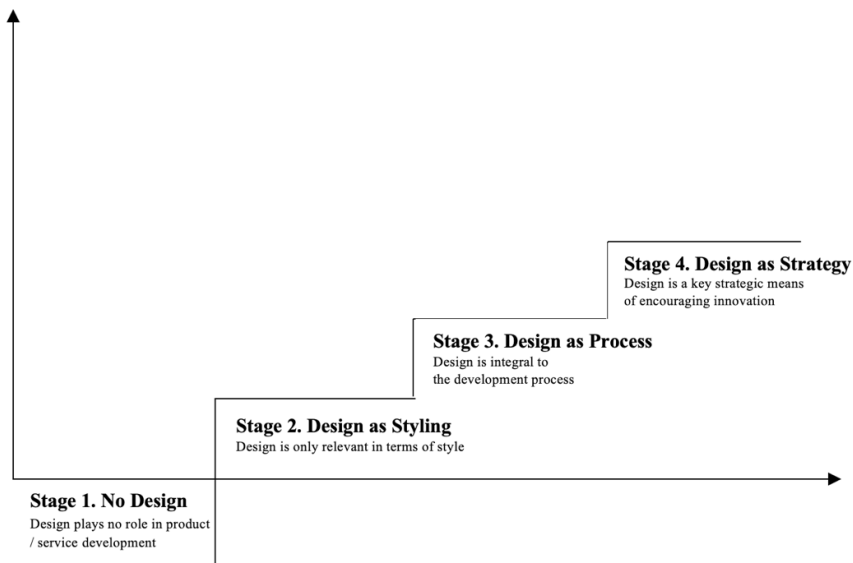 Stage 4. Design as Strategy
Design is a key strategic means
of encouraging innovation
Stage 3. Design as Process
Design is integral to
the development process
Stage 2. Design as Styling
Design is only relevant in terms of style
Stage 1. No Design
Design plays no role in product
/ service development